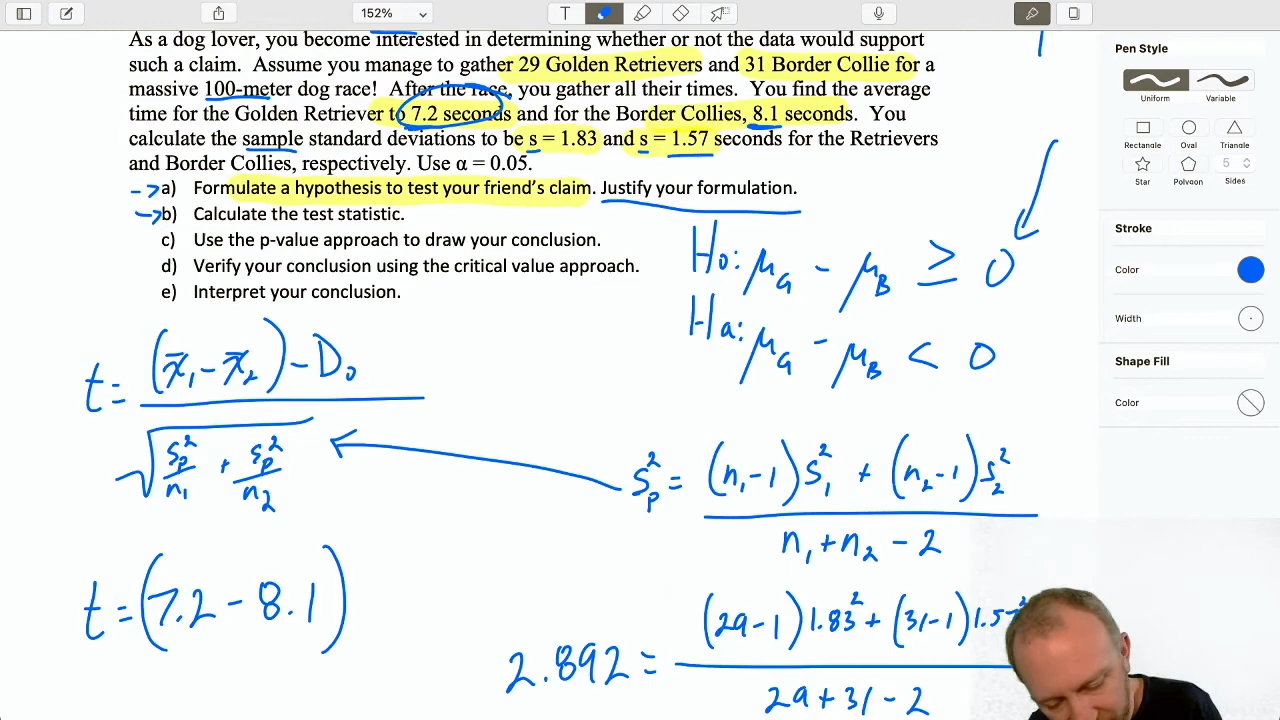 152%
T
As a dog lover, you become interested in determining whether or not the data would support
such a claim. Assume you manage to gather 29 Golden Retrievers and 31 Border Collie for a
massive 100-meter dog race! After the race, you gather all their times. You find the average
time for the Golden Retriever to 7.2 seconds and for the Border Collies, 8.1 seconds. You
calculate the sample standard deviations to be s = 1.83 and s = 1.57 seconds for the Retrievers
and Border Collies, respectively. Use α = 0.05.
a) Formulate a hypothesis to test your friend's claim. Justify your formulation.
b) Calculate the test statistic.
c) Use the p-value approach to draw your conclusion.
d) Verify your conclusion using the critical value approach.
e) Interpret your conclusion.
H0: μG - μB ≥ 0
Ha: μG - μB < 0
t = (x̄1 - x̄2) - D0
√ sp²/n1 + sp²/n2
sp² = (n1-1)s1² + (n2-1)s2²
n1 + n2 - 2
t = (7.2 - 8.1)
2.892 = (29-1)1.83² + (31-1)1.5
29+31-2
Pen Style
Uniform
Variable
Rectangle
Oval
Triangle
Star
Polygon
5
Sides
Stroke
Color
Width
Shape Fill
Color